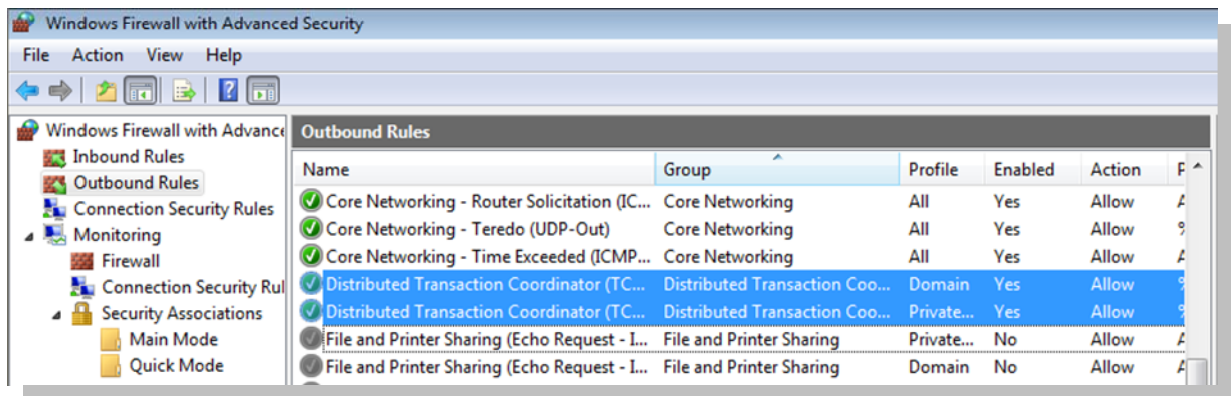 Windows Firewall with Advanced Security
File Action View Help
Windows Firewall with Advance
Inbound Rules
Outbound Rules
Connection Security Rules
Monitoring
Firewall
Connection Security Rul
Security Associations
Main Mode
Quick Mode
Outbound Rules
Name Group Profile Enabled Action
Core Networking - Router Solicitation (IC... Core Networking All Yes Allow
Core Networking - Teredo (UDP-Out) Core Networking All Yes Allow
Core Networking - Time Exceeded (ICMP... Core Networking All Yes Allow
Distributed Transaction Coordinator (TC... Distributed Transaction Coo... Domain Yes Allow
Distributed Transaction Coordinator (TC... Distributed Transaction Coo... Private... Yes Allow
File and Printer Sharing (Echo Request - I... File and Printer Sharing Private... No Allow
File and Printer Sharing (Echo Request - I... File and Printer Sharing Domain No Allow